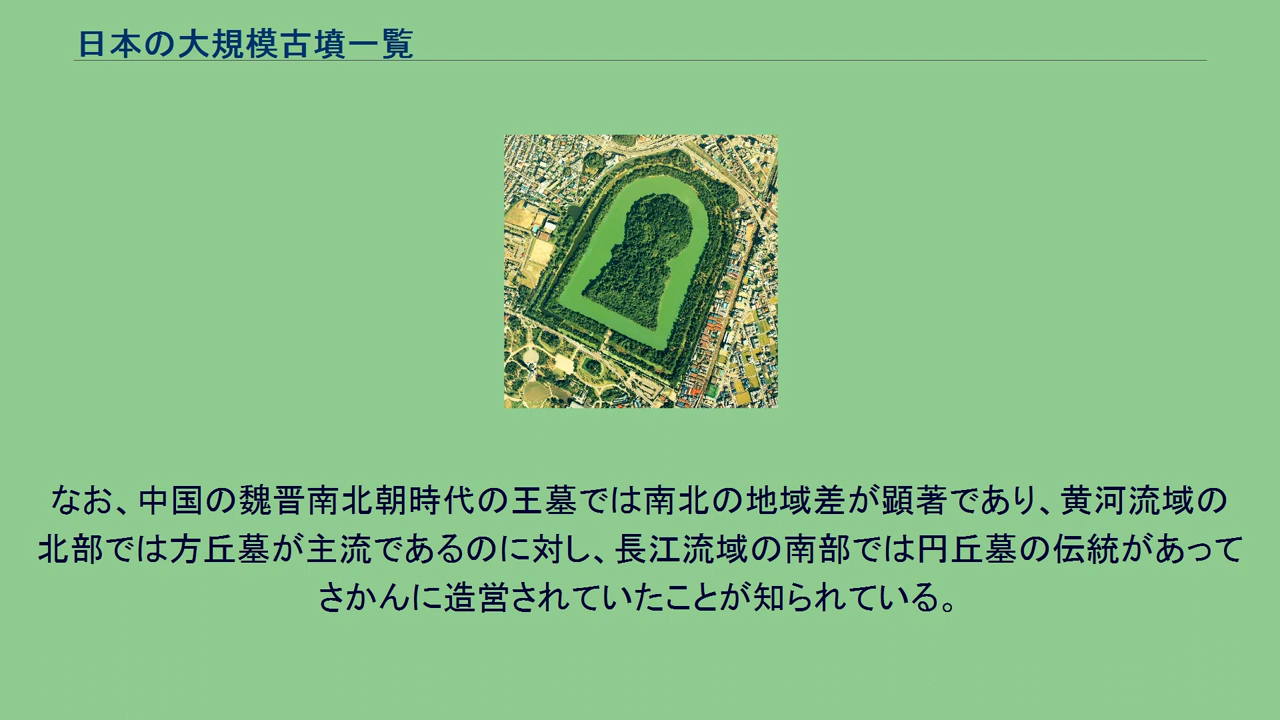 日本の大規模古墳一覧
なお、中国の魏晋南北朝時代の王墓では南北の地域差が顕著であり、黄河流域の
北部では方丘墓が主流であるのに対し、長江流域の南部では円丘墓の伝統があって
さかんに造営されていたことが知られている。